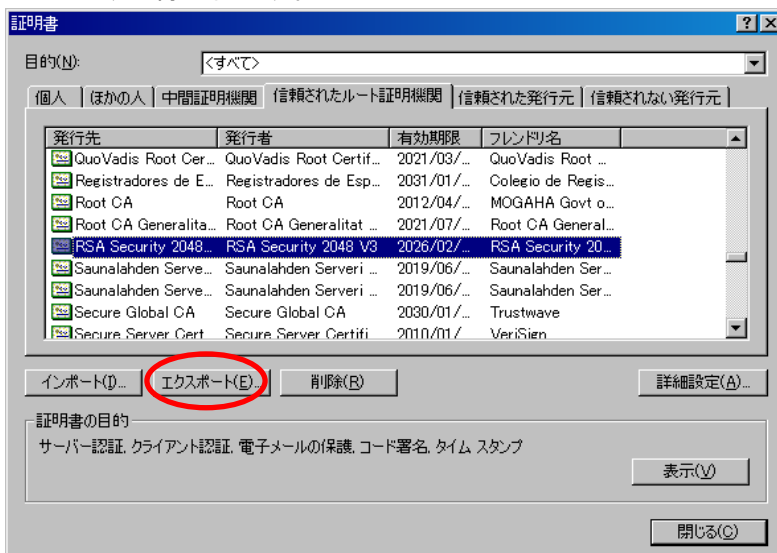 証明書
目的(N):
<すべて>
個人 ほかの人 中間証明機関 信頼されたルート証明機関 信頼された発行元 信頼されない発行元
発行先 発行者 有効期限 フレンドリ名
QuoVadis Root Cer... QuoVadis Root Certif... 2021/03/... QuoVadis Root ...
Registradores de E... Registradores de Esp... 2031/01/... Colegio de Regis...
Root CA Root CA 2012/04/... MOGAHA Govt o...
Root CA Generalita... Root CA Generalitat ... 2021/07/... Root CA General...
RSA Security 2048... RSA Security 2048 V3 2026/02/... RSA Security 20...
Saunalahden Serve... Saunalahden Serveri ... 2019/06/... Saunalahden Ser...
Saunalahden Serve... Saunalahden Serveri ... 2019/06/... Saunalahden Ser...
Secure Global CA Secure Global CA 2030/01/... Trustwave
Secure Server Cert Secure Server Certifi 2010/01/ VeriSign
インポート(I)... エクスポート(E)... 削除(R) 詳細設定(A)...
証明書の目的
サーバー認証, クライアント認証, 電子メールの保護, コード署名, タイム スタンプ
表示(V)
閉じる(C)